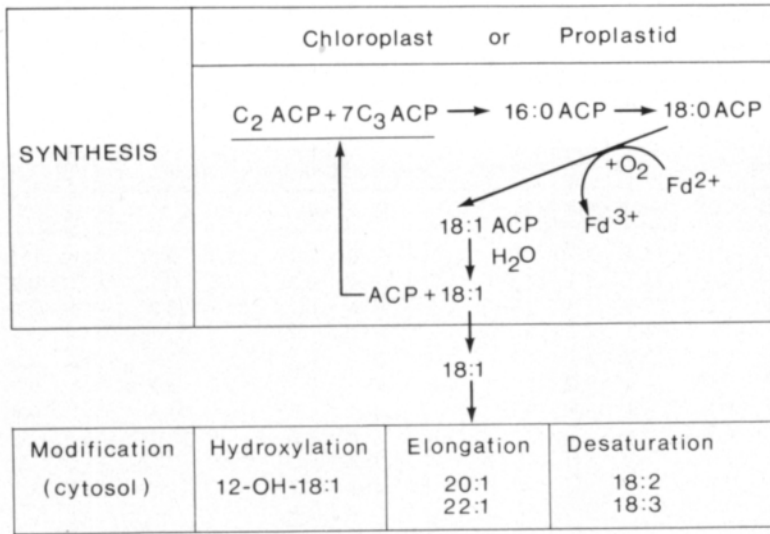 Chloroplast or Proplastid
SYNTHESIS
C₂ ACP + 7C₃ ACP → 16:0 ACP → 18:0 ACP
+O₂
Fd²⁺
Fd³⁺
18:1 ACP
H₂O
ACP + 18:1
18:1
Modification Hydroxylation Elongation Desaturation
(cytosol) 12-OH-18:1 20:1 18:2
22:1 18:3